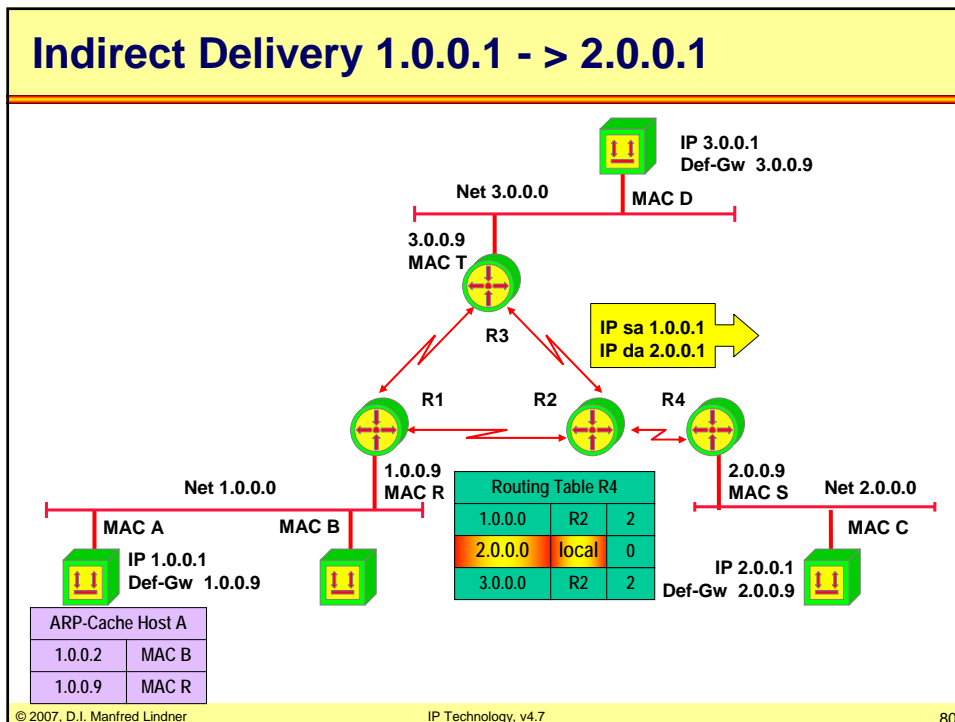 Indirect Delivery 1.0.0.1 - > 2.0.0.1
IP 3.0.0.1
Def-Gw 3.0.0.9
Net 3.0.0.0
MAC D
3.0.0.9
MAC T
R3
IP sa 1.0.0.1
IP da 2.0.0.1
R1
R2
R4
1.0.0.9
MAC R
2.0.0.9
MAC S
Net 1.0.0.0
Net 2.0.0.0
Routing Table R4
1.0.0.0 R2 2
2.0.0.0 local 0
3.0.0.0 R2 2
MAC A
MAC B
MAC C
IP 1.0.0.1
Def-Gw 1.0.0.9
IP 2.0.0.1
Def-Gw 2.0.0.9
ARP-Cache Host A
1.0.0.2 MAC B
1.0.0.9 MAC R
© 2007, D.I. Manfred Lindner
IP Technology, v4.7
80